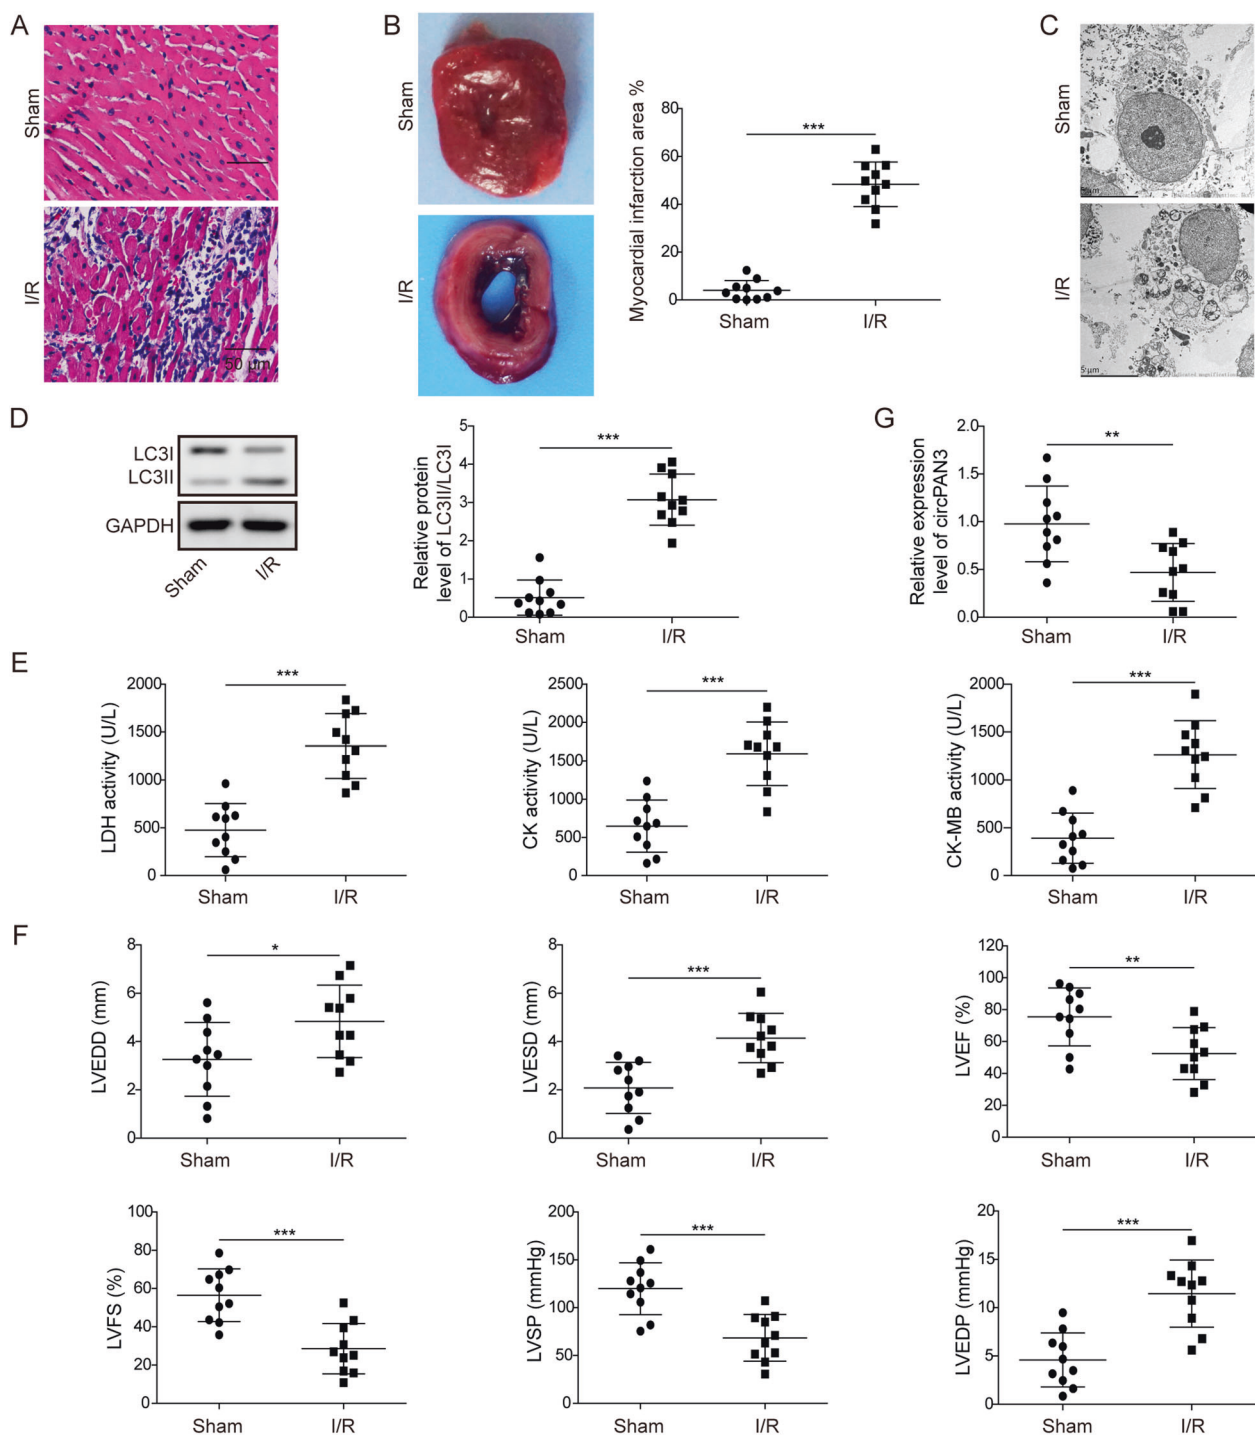 A
Sham
I/R
50 µm
B
Sham
I/R
Myocardial infarction area %
80
60
40
20
0
***
Sham
I/R
C
Sham
I/R
5 µm
D
LC3I
LC3II
GAPDH
Sham
I/R
Relative protein
level of LC3II/LC3I
5
4
3
2
1
0
***
Sham
I/R
G
Relative expression
level of circPAN3
2.0
1.5
1.0
0.5
0.0
**
Sham
I/R
E
LDH activity (U/L)
2000
1500
1000
500
0
***
Sham
I/R
CK activity (U/L)
2500
2000
1500
1000
500
0
***
Sham
I/R
CK-MB activity (U/L)
2000
1500
1000
500
0
***
Sham
I/R
F
LVEDD (mm)
8
6
4
2
0
*
Sham
I/R
LVESD (mm)
8
6
4
2
0
***
Sham
I/R
LVEF (%)
120
100
80
60
40
20
0
**
Sham
I/R
LVFS (%)
100
80
60
40
20
0
***
Sham
I/R
LVSP (mmHg)
200
150
100
50
0
***
Sham
I/R
LVEDP (mmHg)
20
15
10
5
0
***
Sham
I/R